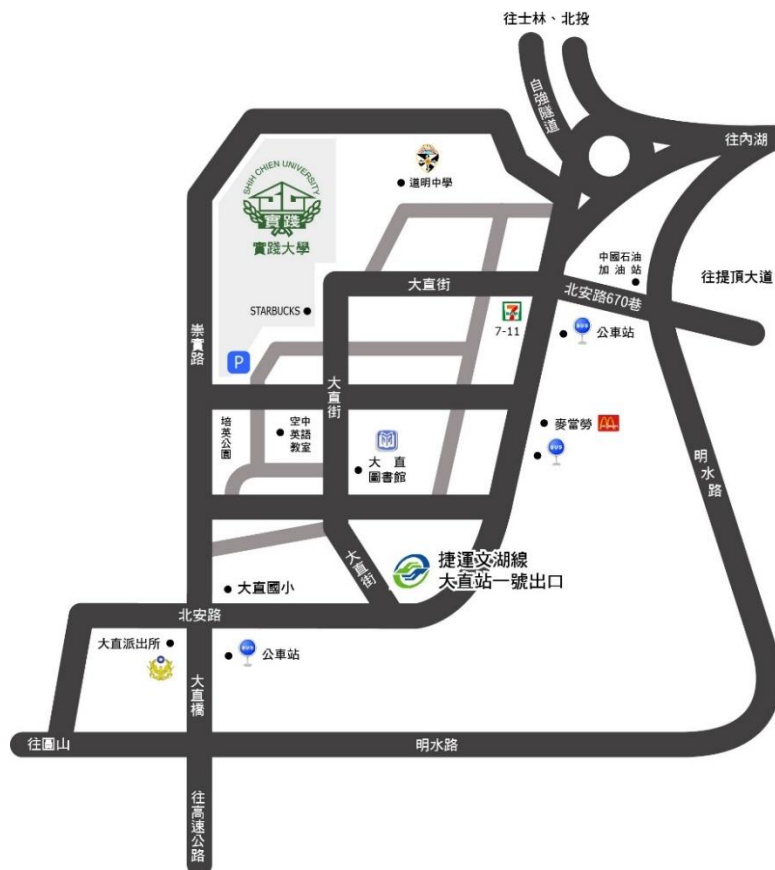 往士林、北投
自強隧道
往內湖
SHIH CHIEN UNIVERSITY
實踐
實踐大學
道明中學
中國石油
加油站
往提頂大道
大直街
北安路670巷
STARBUCKS
7-11
公車站
崇實路
P
大直街
培英公園
空中
英語
教室
大直
圖書館
麥當勞
明水路
大直街
捷運文湖線
大直站一號出口
大直國小
北安路
大直派出所
公車站
大直橋
往圓山
明水路
往高速公路